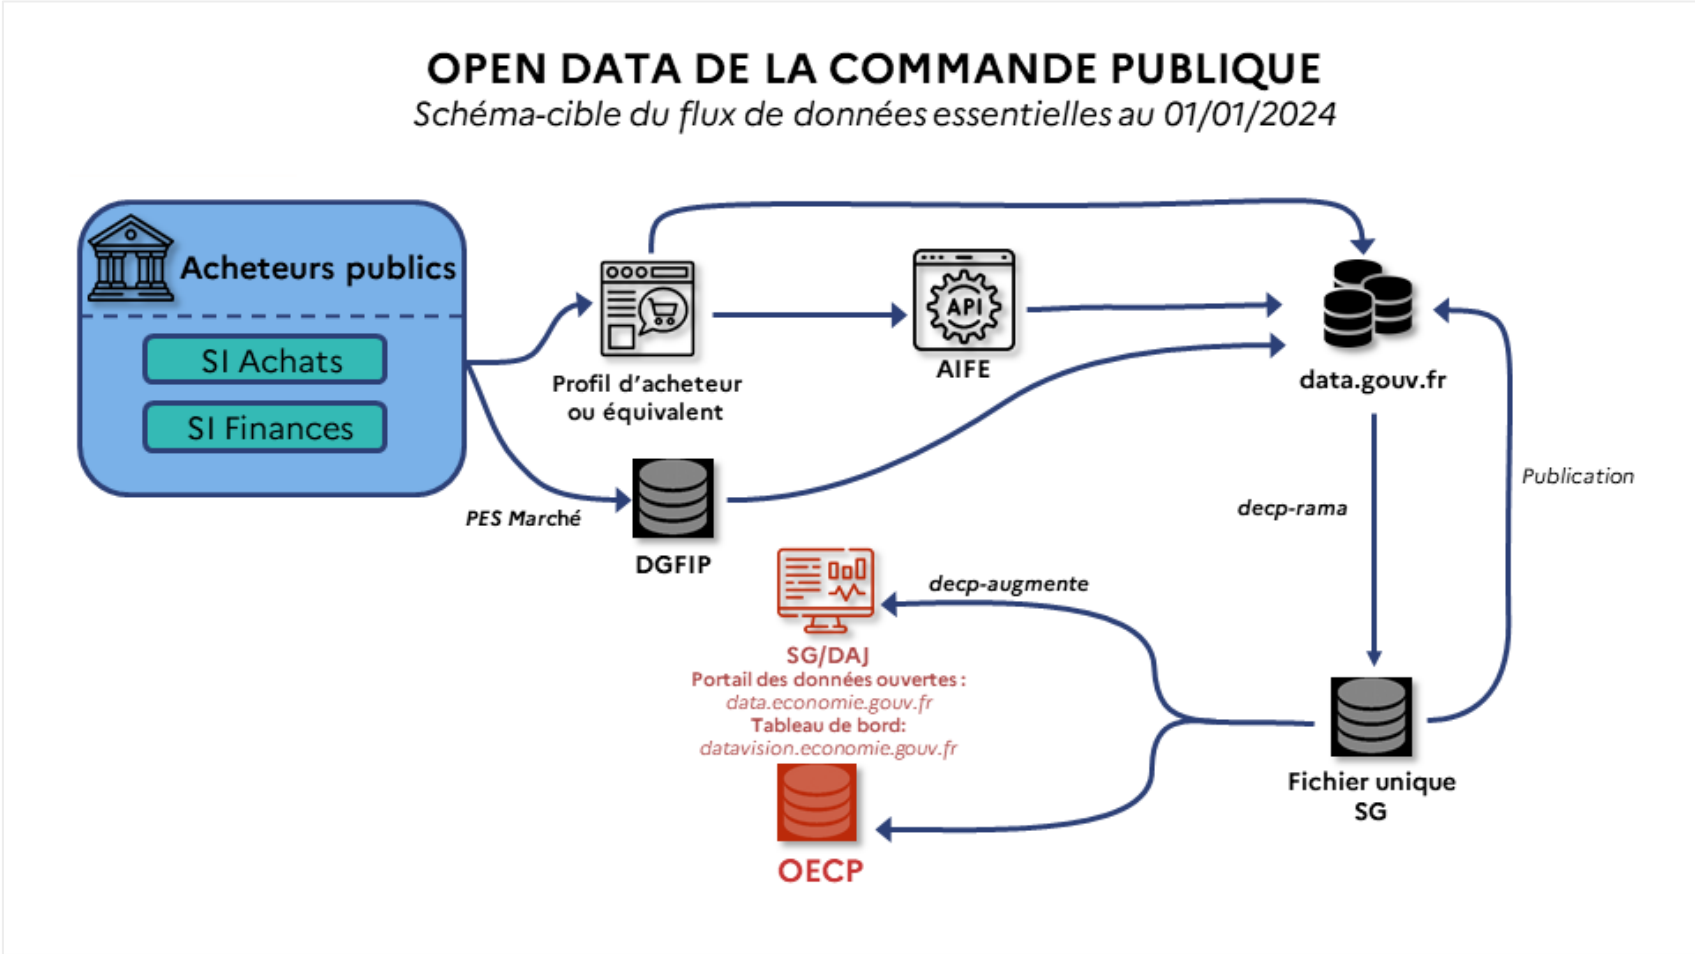 OPEN DATA DE LA COMMANDE PUBLIQUE
Schéma-cible du flux de données essentielles au 01/01/2024
Acheteurs publics
SI Achats
SI Finances
Profil d'acheteur
ou équivalent
API
AIFE
data.gouv.fr
PES Marché
DGFIP
Publication
decp-rama
decp-augmente
SG/DAJ
Portail des données ouvertes :
data.economie.gouv.fr
Tableau de bord:
datavision.economie.gouv.fr
Fichier unique
SG
OECP